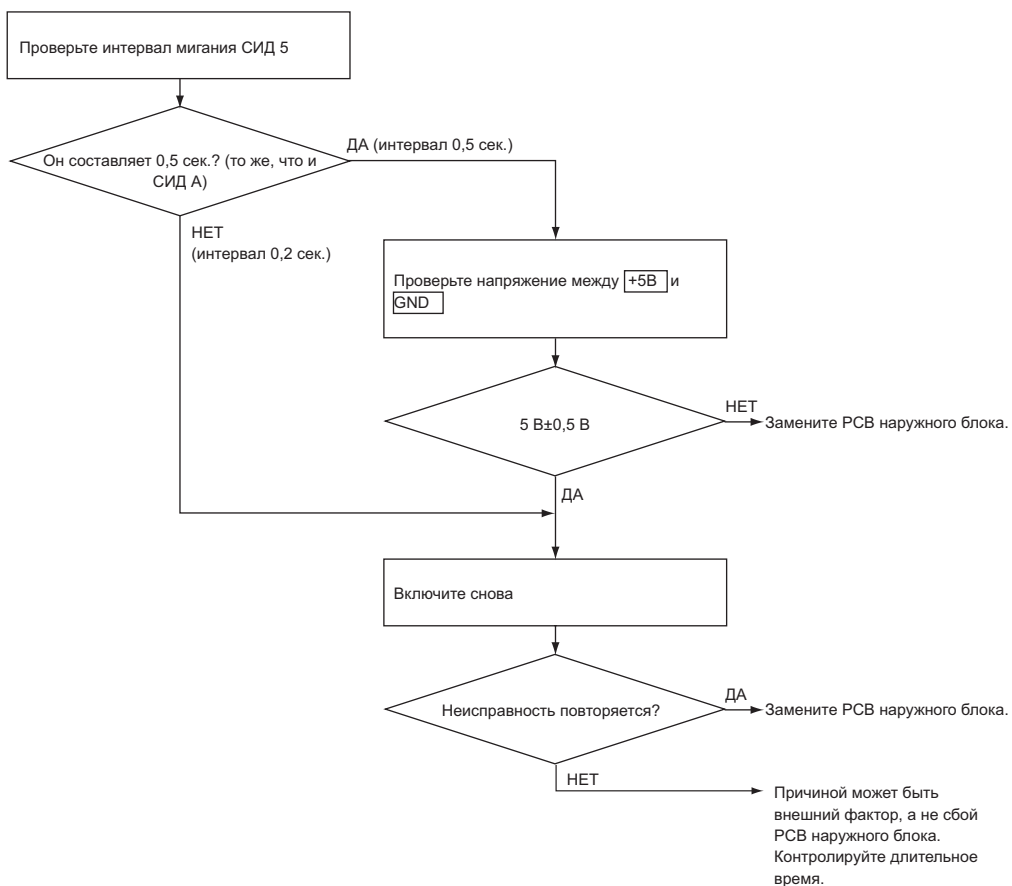 Проверьте интервал мигания СИД 5
Он составляет 0,5 сек.? (то же, что и
СИД А)
ДА (интервал 0,5 сек.)
НЕТ
(интервал 0,2 сек.)
Проверьте напряжение между +5В и
GND
5 В±0,5 В
НЕТ
Замените РСВ наружного блока.
ДА
Включите снова
Неисправность повторяется?
ДА
Замените РСВ наружного блока.
НЕТ
Причиной может быть
внешний фактор, а не сбой
РСВ наружного блока.
Контролируйте длительное
время.